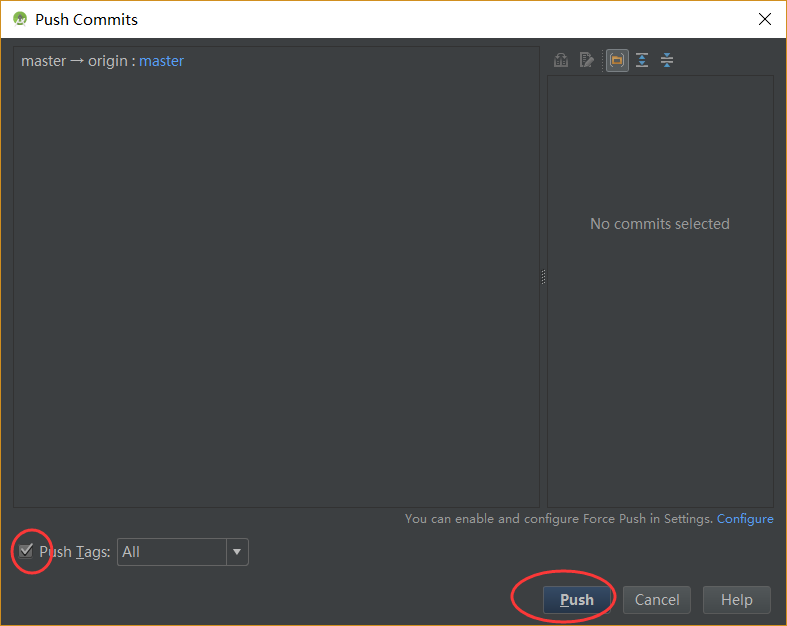 Push Commits
master → origin : master
No commits selected
You can enable and configure Force Push in Settings. Configure
Push Tags: All
Push Cancel Help